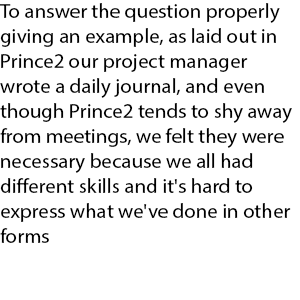 To answer the question properly
giving an example, as laid out in
Prince2 our project manager
wrote a daily journal, and even
though Prince2 tends to shy away
from meetings, we felt they were
necessary because we all had
different skills and it's hard to
express what we've done in other
forms